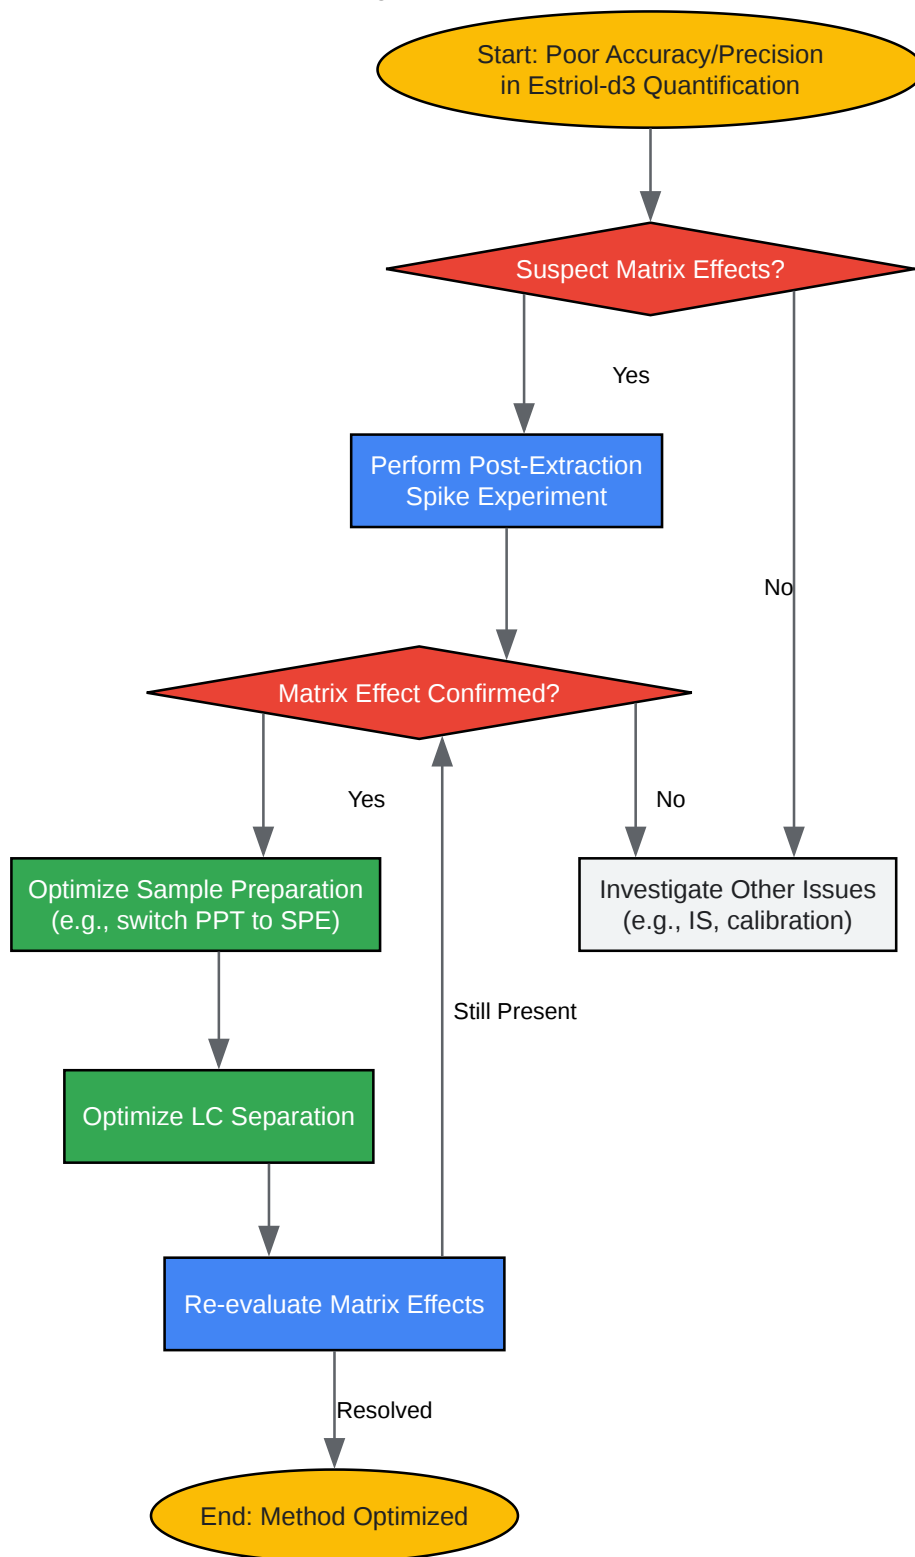 Start: Poor Accuracy/Precision
in Estriol-d3 Quantification
Suspect Matrix Effects?
Yes
Perform Post-Extraction
Spike Experiment
No
Matrix Effect Confirmed?
Yes
No
Optimize Sample Preparation
(e.g., switch PPT to SPE)
Investigate Other Issues
(e.g., IS, calibration)
Still Present
Optimize LC Separation
Re-evaluate Matrix Effects
Resolved
End: Method Optimized